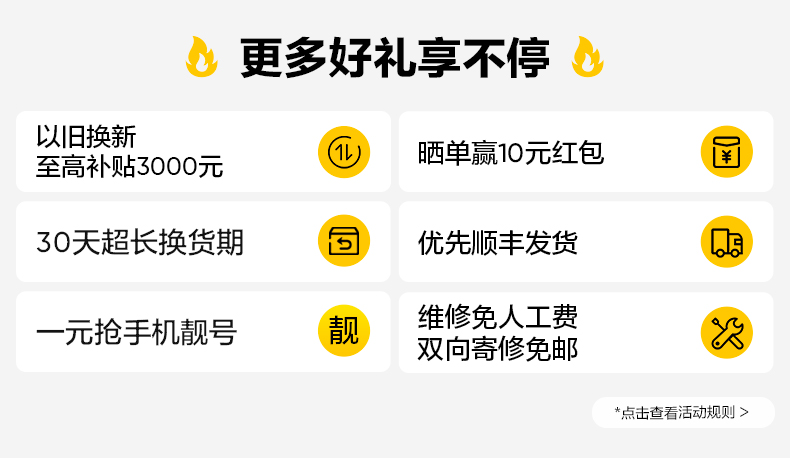 更多好礼享不停
以旧换新
至高补贴3000元
晒单赢10元红包
¥
30天超长换货期
优先顺丰发货
一元抢手机靓号
靓
维修免人工费
双向寄修免邮
*点击查看活动规则 >